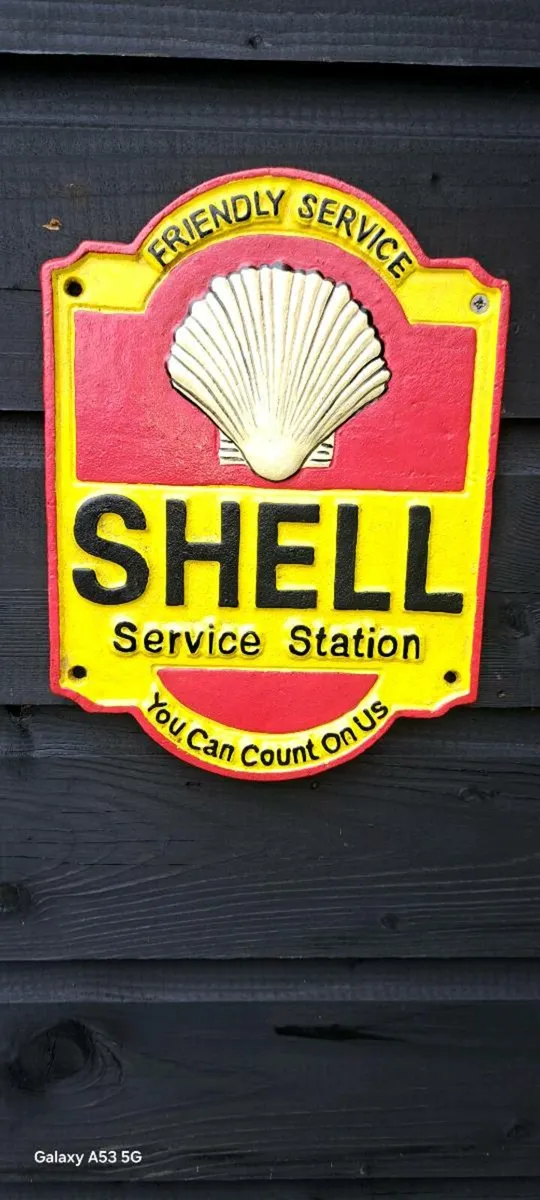 FRIENDLY SERVICE
SHELL
Service Station
You Can Count On Us
Galaxy A53 5G